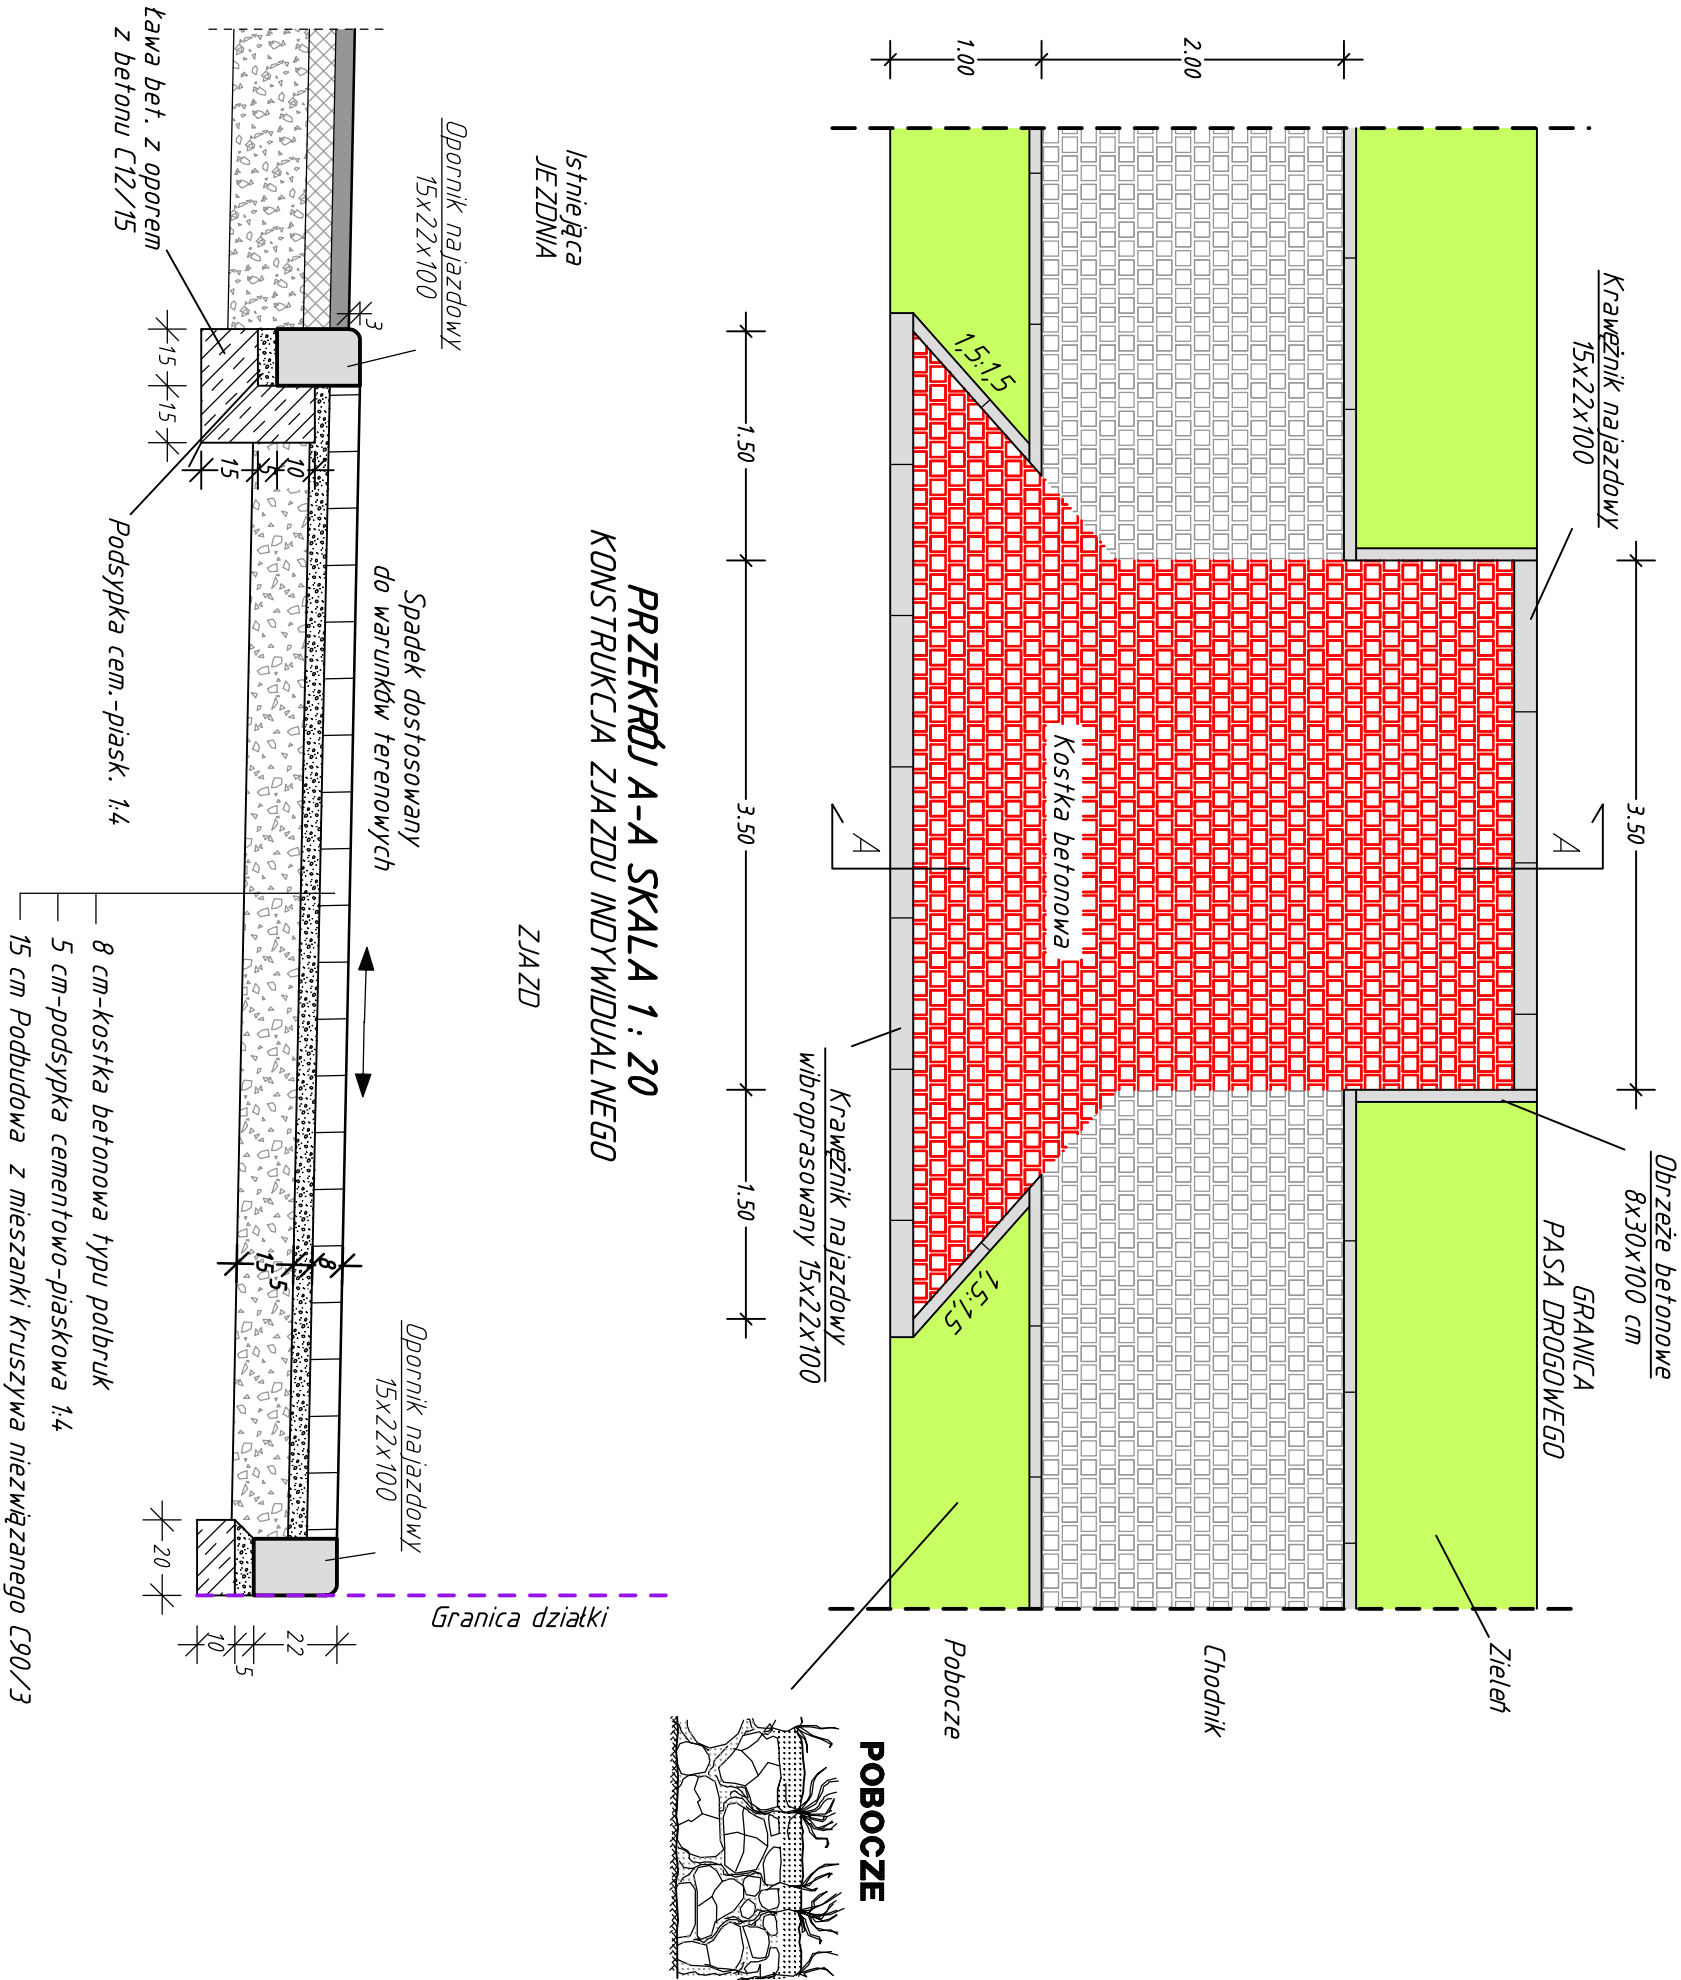 Krawężnik najazdowy
15x22x100
3.50
Obrzeże betonowe
8x30x100 cm
GRANICA
PASA DROGOWEGO
A
Zieleń
2.00
Chodnik
Kostka betonowa
1.00
1,5:1,5
1,5:1,5
Pobocze
POBOCZE
A
Krawężnik najazdowy
wibroprasowany 15x22x100
1.50
3.50
1.50
PRZEKRÓJ A-A SKALA 1 : 20
KONSTRUKCJA ZJAZDU INDYWIDUALNEGO
Istniejąca
JEZDNIA
ZJAZD
Granica działki
Opornik najazdowy
15x22x100
Spadek dostosowany
do warunków terenowych
Opornik najazdowy
15x22x100
3
15
15
15
5
10
15
5
8
20
10
5
22
Ława bet. z oporem
z betonu C12/15
Podsypka cem.-piask. 1:4
8 cm-kostka betonowa typu polbruk
5 cm-podsypka cementowo-piaskowa 1:4
15 cm Podbudowa z mieszanki kruszywa niezwiązanego C90/3